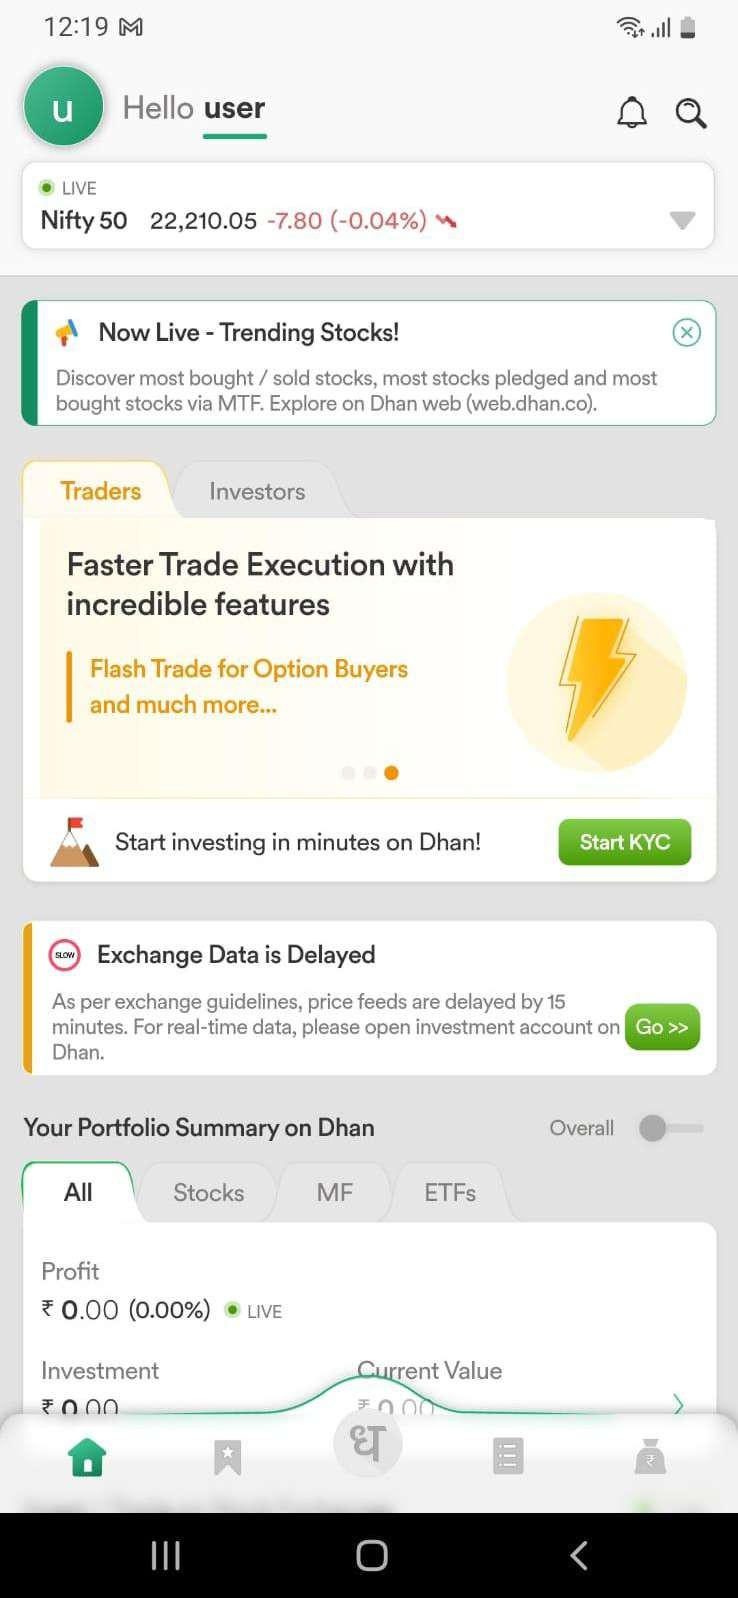 12:19
u
Hello user
LIVE
Nifty 50 22,210.05 -7.80 (-0.04%)
Now Live - Trending Stocks!
Discover most bought / sold stocks, most stocks pledged and most
bought stocks via MTF. Explore on Dhan web (web.dhan.co).
Traders Investors
Faster Trade Execution with
incredible features
Flash Trade for Option Buyers
and much more...
Start investing in minutes on Dhan! Start KYC
SLOW Exchange Data is Delayed
As per exchange guidelines, price feeds are delayed by 15
minutes. For real-time data, please open investment account on
Dhan.
Go >>
Your Portfolio Summary on Dhan Overall
All Stocks MF ETFs
Profit
₹ 0.00 (0.00%) LIVE
Investment Current Value
₹ 0.00 ₹ 0.00
ध
₹